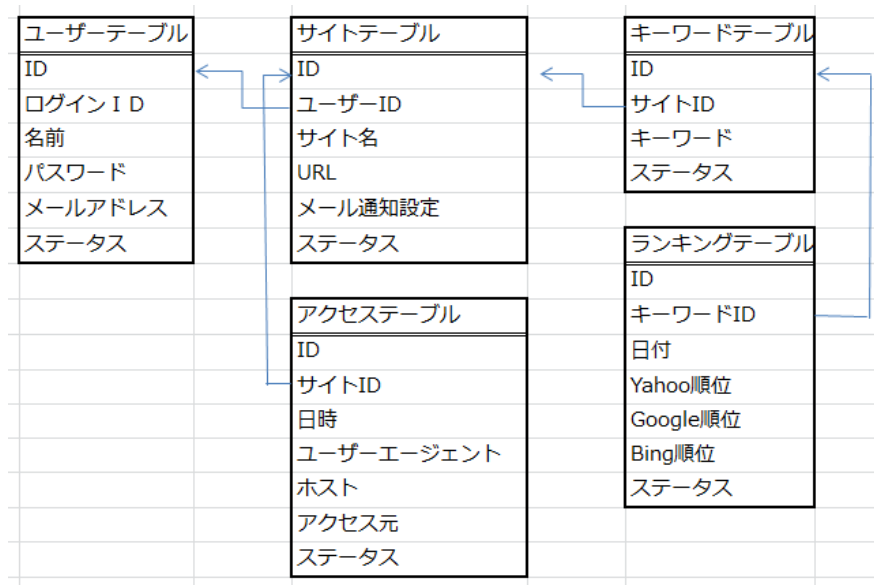 ユーザーテーブル
ID
ログインＩＤ
名前
パスワード
メールアドレス
ステータス
サイトテーブル
ID
ユーザーID
サイト名
URL
メール通知設定
ステータス
キーワードテーブル
ID
サイトID
キーワード
ステータス
アクセステーブル
ID
サイトID
日時
ユーザーエージェント
ホスト
アクセス元
ステータス
ランキングテーブル
ID
キーワードID
日付
Yahoo順位
Google順位
Bing順位
ステータス